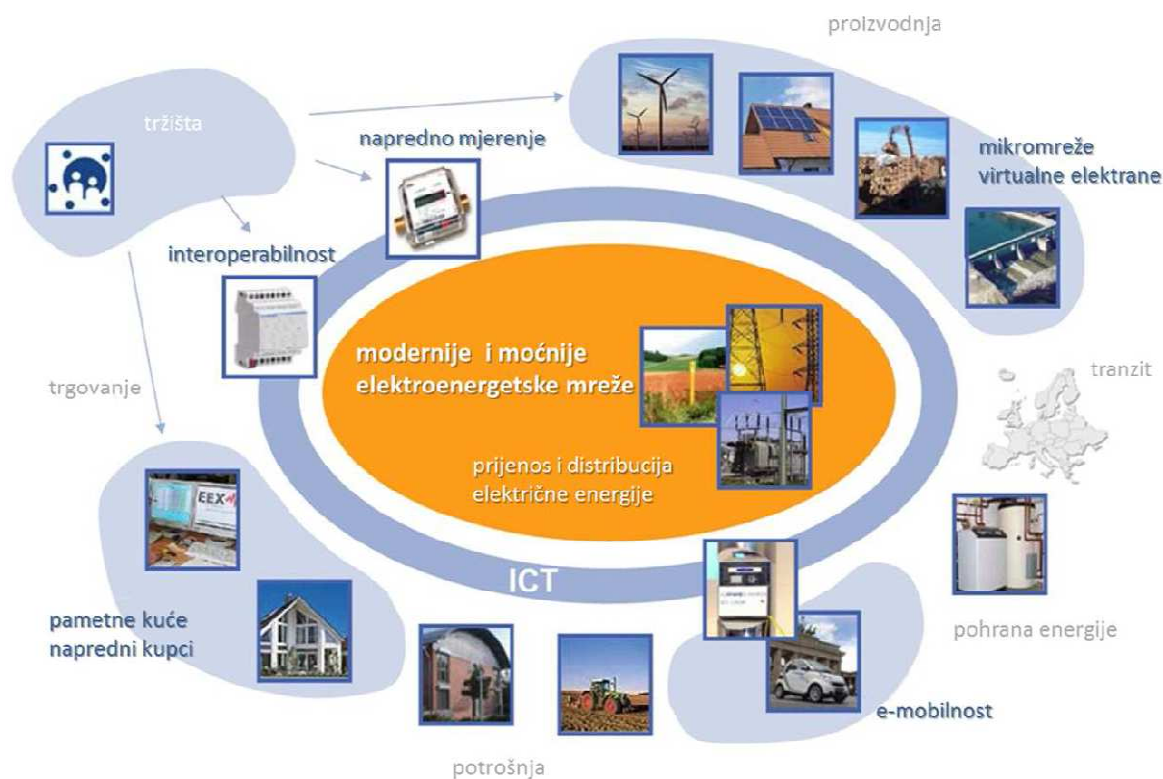 proizvodnja
tržišta
napredno mjerenje
mikromreže
virtualne elektrane
interoperabilnost
modernije i moćnije
elektroenergetske mreže
tranzit
trgovanje
prijenos i distribucija
električne energije
EEX
ICT
pametne kuće
napredni kupci
pohrana energije
e-mobilnost
potrošnja